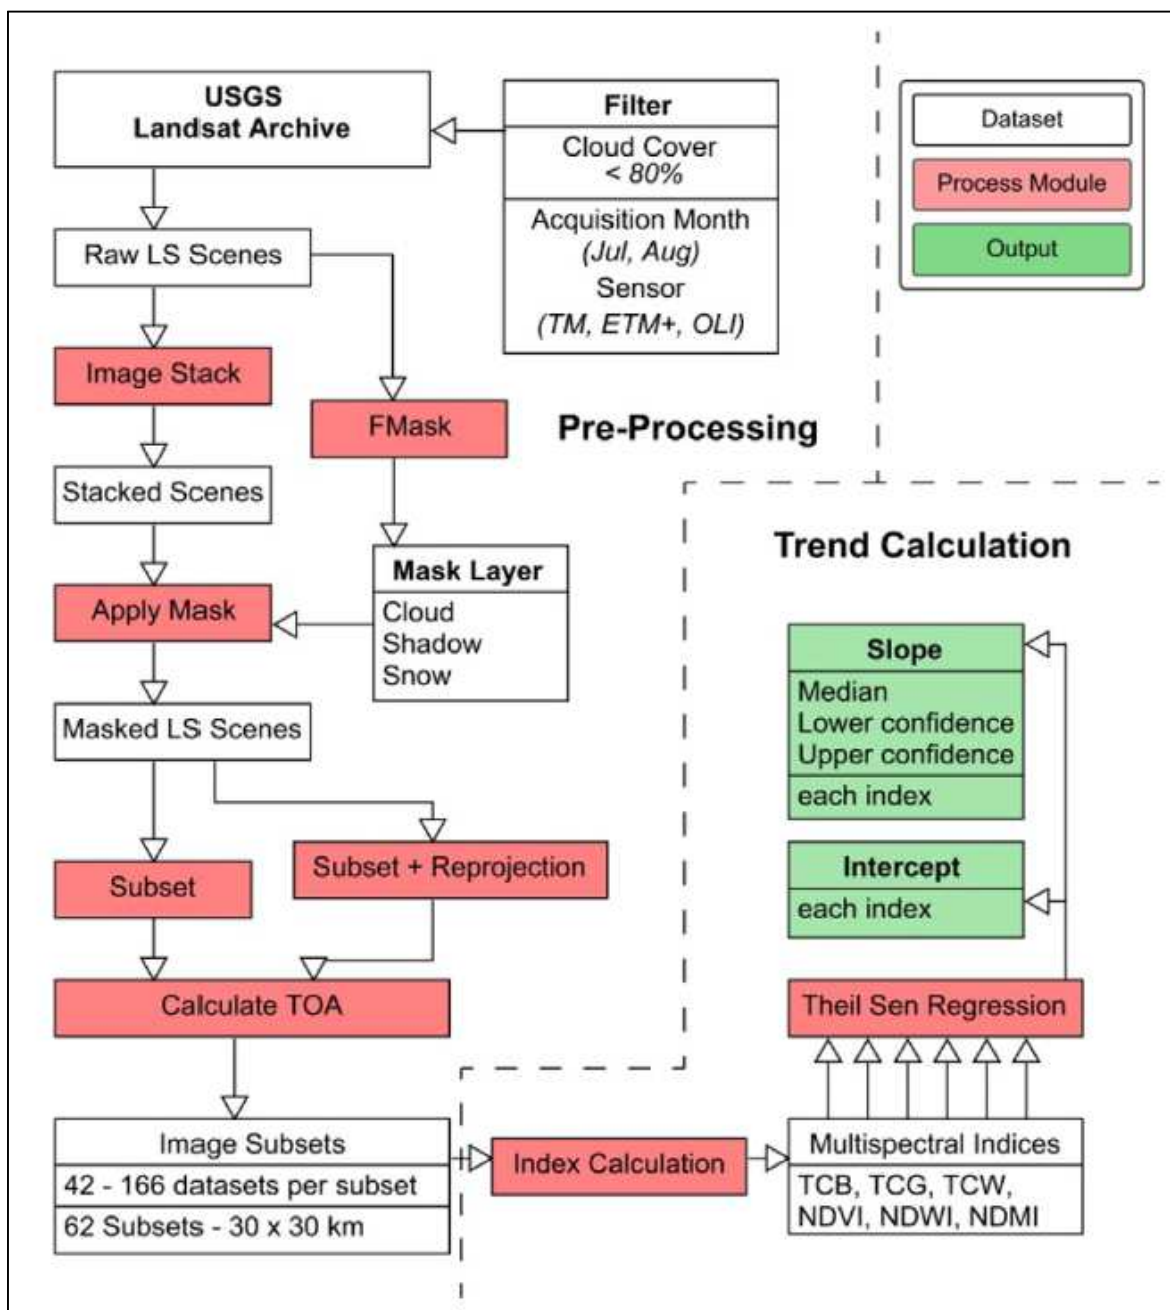 USGS
Landsat Archive
Filter
Cloud Cover
< 80%
Acquisition Month
(Jul, Aug)
Sensor
(TM, ETM+, OLI)
Dataset
Process Module
Output
Raw LS Scenes
Image Stack
FMask
Pre-Processing
Stacked Scenes
Mask Layer
Cloud
Shadow
Snow
Apply Mask
Masked LS Scenes
Subset
Subset + Reprojection
Calculate TOA
Image Subsets
42 - 166 datasets per subset
62 Subsets - 30 x 30 km
Trend Calculation
Slope
Median
Lower confidence
Upper confidence
each index
Intercept
each index
Theil Sen Regression
Index Calculation
Multispectral Indices
TCB, TCG, TCW,
NDVI, NDWI, NDMI